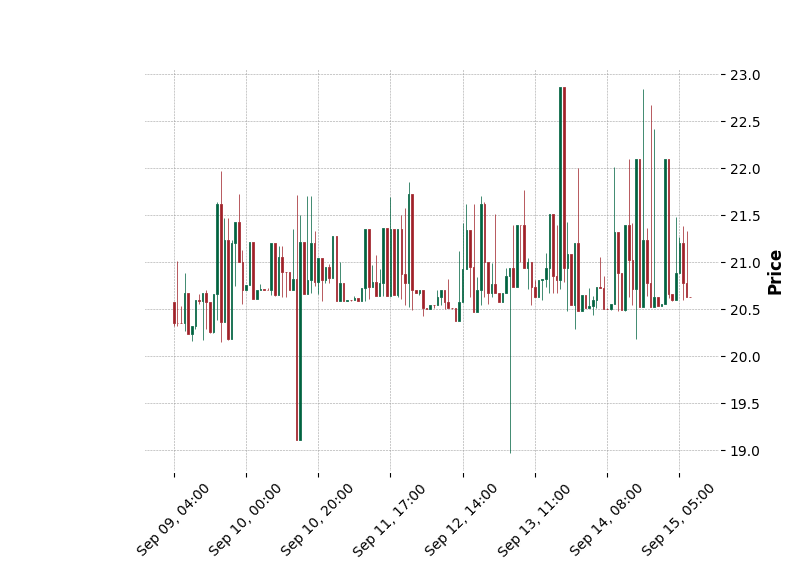 23.0
22.5
22.0
21.5
21.0
20.5
20.0
19.5
19.0
Price
Sep 09, 04:00
Sep 10, 00:00
Sep 10, 20:00
Sep 11, 17:00
Sep 12, 14:00
Sep 13, 11:00
Sep 14, 08:00
Sep 15, 05:00